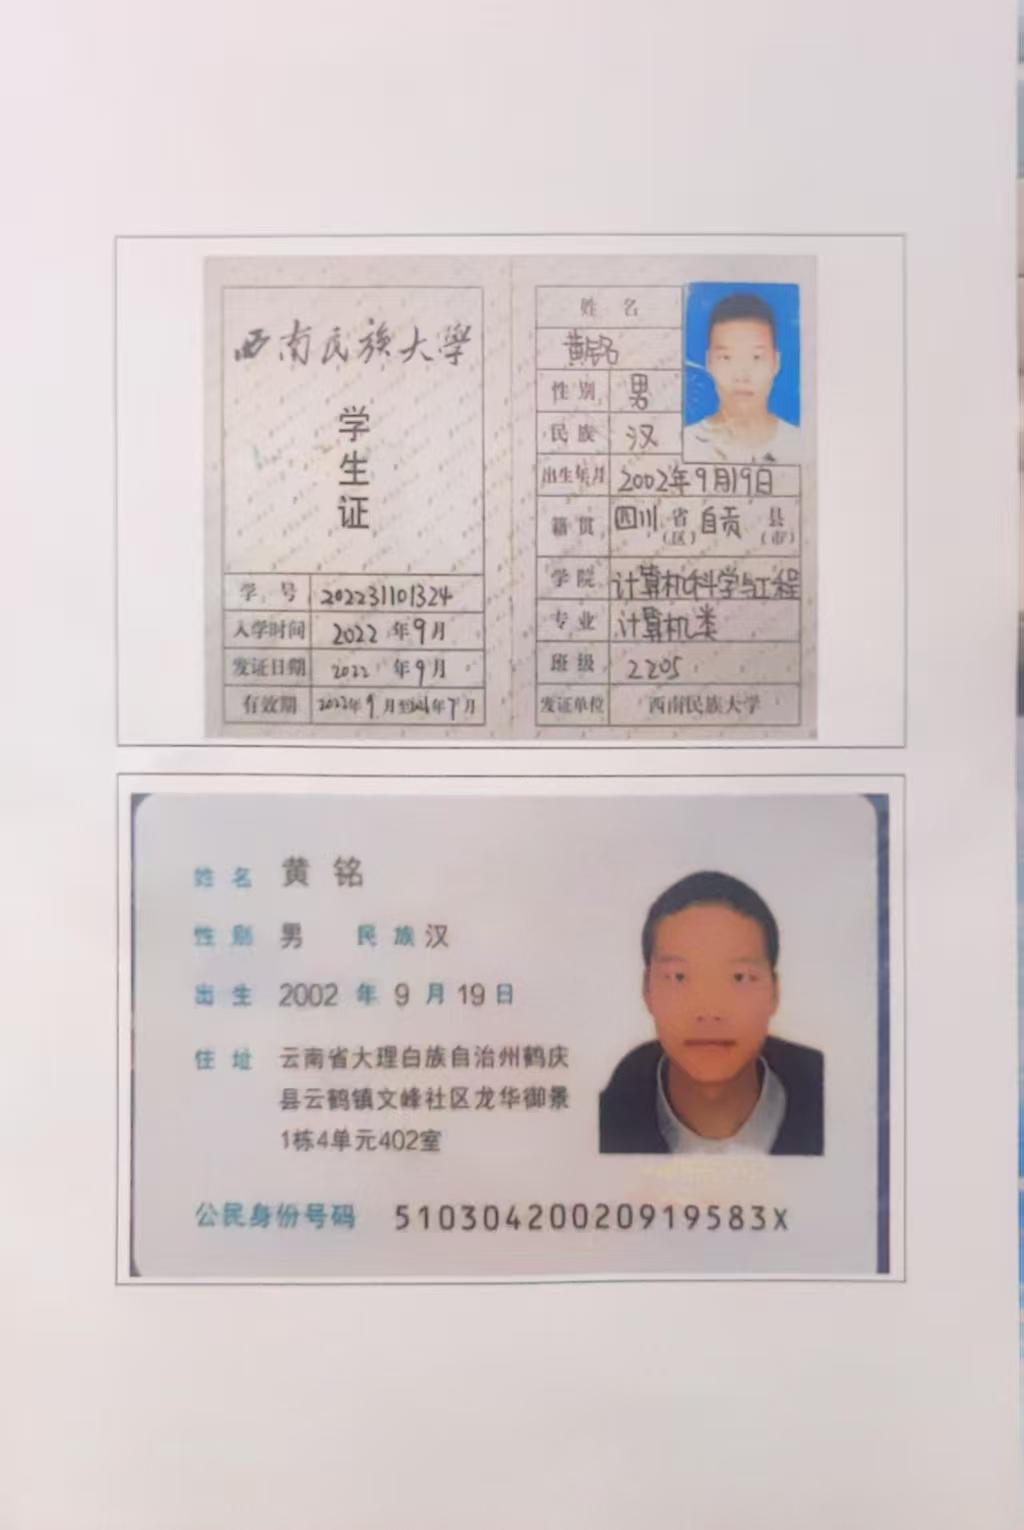 西南民族大学
学
生
证
学 号 202231101324
入学时间 2022 年 9 月
发证日期 2022 年 9 月
有效期 2022年 9 月至 年 7 月
姓 名
黄铭
性 别 男
民 族 汉
出生年月 2002年9月19日
籍 贯 四川 省(区) 自贡 县(市)
学 院 计算机科学与工程
专 业 计算机类
班 级 2205
发证单位 西南民族大学
姓 名 黄 铭
性 别 男 民 族 汉
出 生 2002 年 9 月 19 日
住 址 云南省大理白族自治州鹤庆
县云鹤镇文峰社区龙华御景
1栋4单元402室
公民身份号码 51030420020919583X